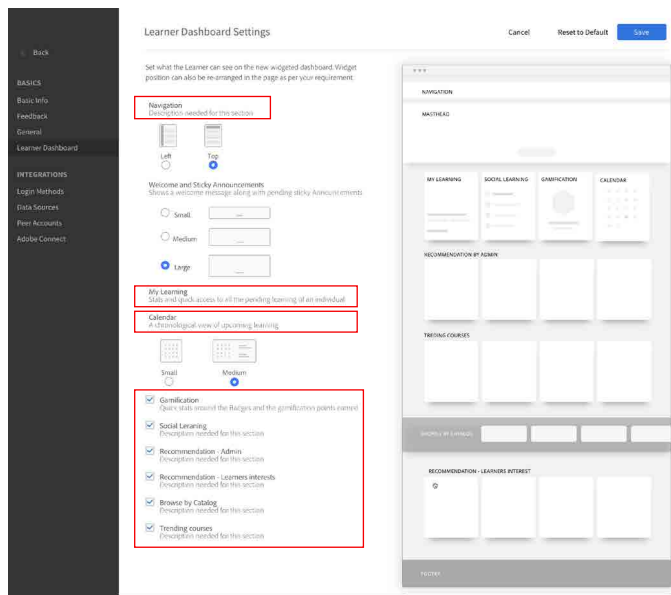 Learner Dashboard Settings
Cancel
Reset to Default
Save
Back
BASICS
Basic Info
Feedback
General
Learner Dashboard
INTEGRATIONS
Login Methods
Data Sources
Peer Accounts
Adobe Connect
Set what the Learner can see on the new widgated dashboard. Widget
position can also be re-arranged in the page as per your requirement
Navigation
Description needed for this section
Left
Top
Welcome and Sticky Announcements
Shows a welcome message along with pending sticky Announcements
Small
Medium
Large
My Learning
Stats and quick access to all the pending learning of an individual
Calendar
A chronological view of upcoming learning
Small
Medium
Gamification
Quick stats around the Badges and the gamification points earned
Social Leraning
Description needed for this section
Recommendation - Admin
Description needed for this section
Recommendation - Learners interests
Description needed for this section
Browse by Catalog
Description needed for this section
Trending courses
Description needed for this section
NAVIGATION
MASTHEAD
MY LEARNING
SOCIAL LEARNING
GAMIFICATION
CALENDAR
RECOMMENDATION BY ADMIN
TREDING COURSES
BY CATALOG
RECOMMENDATION - LEARNERS INTEREST
FOOTER